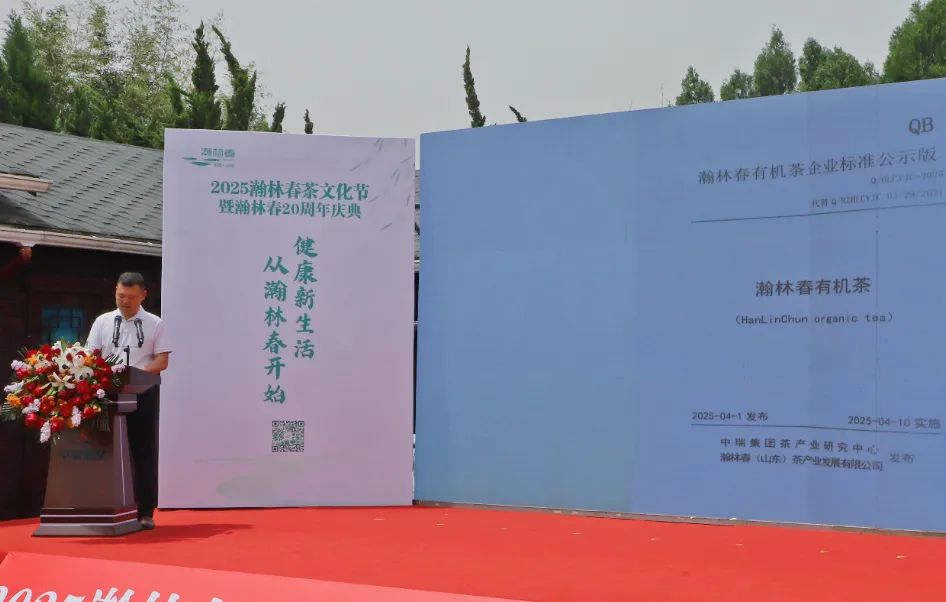 瀚林春
2025瀚林春茶文化节
暨瀚林春20周年庆典
健康新生活
从瀚林春开始
QB
瀚林春有机茶企业标准公示版
瀚林春有机茶
(HanLinChun organic tea)
2025-04-1 发布
2025-04-10 实施
中瑞集团茶产业研究中心
瀚林春（山东）茶产业发展有限公司
发布